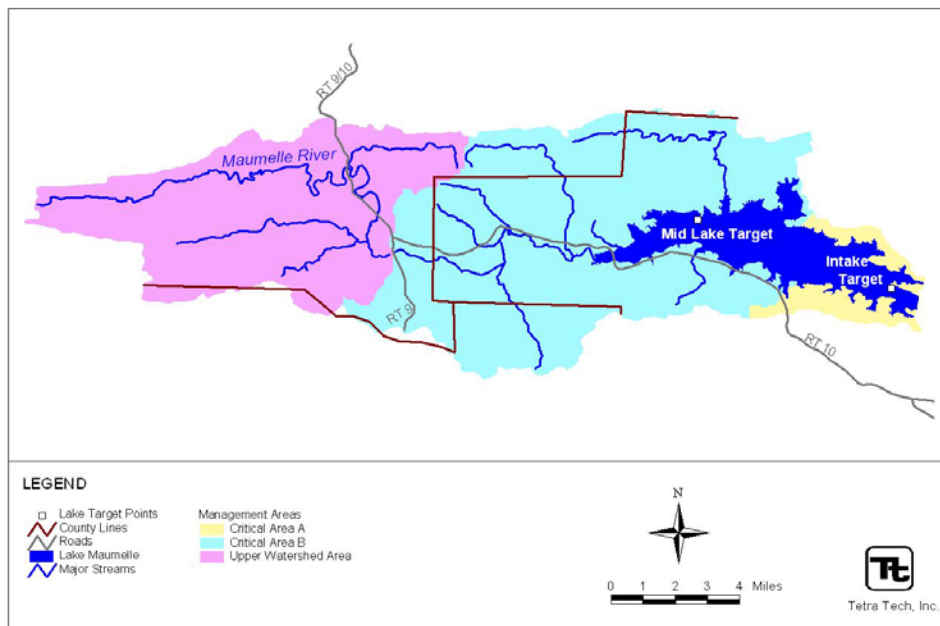 RT 9/10
Maumelle River
Mid Lake Target
Intake
Target
RT 9
RT 10
LEGEND
Lake Target Points
County Lines
Roads
Lake Maumelle
Major Streams
Management Areas
Critical Area A
Critical Area B
Upper Watershed Area
N
0 1 2 3 4 Miles
Tt
Tetra Tech, Inc.